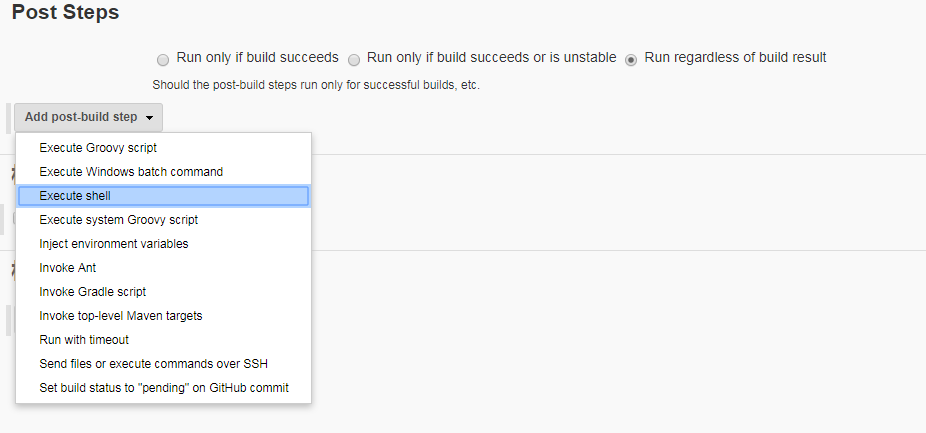 Post Steps
Run only if build succeeds Run only if build succeeds or is unstable Run regardless of build result
Should the post-build steps run only for successful builds, etc.
Add post-build step
Execute Groovy script
Execute Windows batch command
Execute shell
Execute system Groovy script
Inject environment variables
Invoke Ant
Invoke Gradle script
Invoke top-level Maven targets
Run with timeout
Send files or execute commands over SSH
Set build status to "pending" on GitHub commit